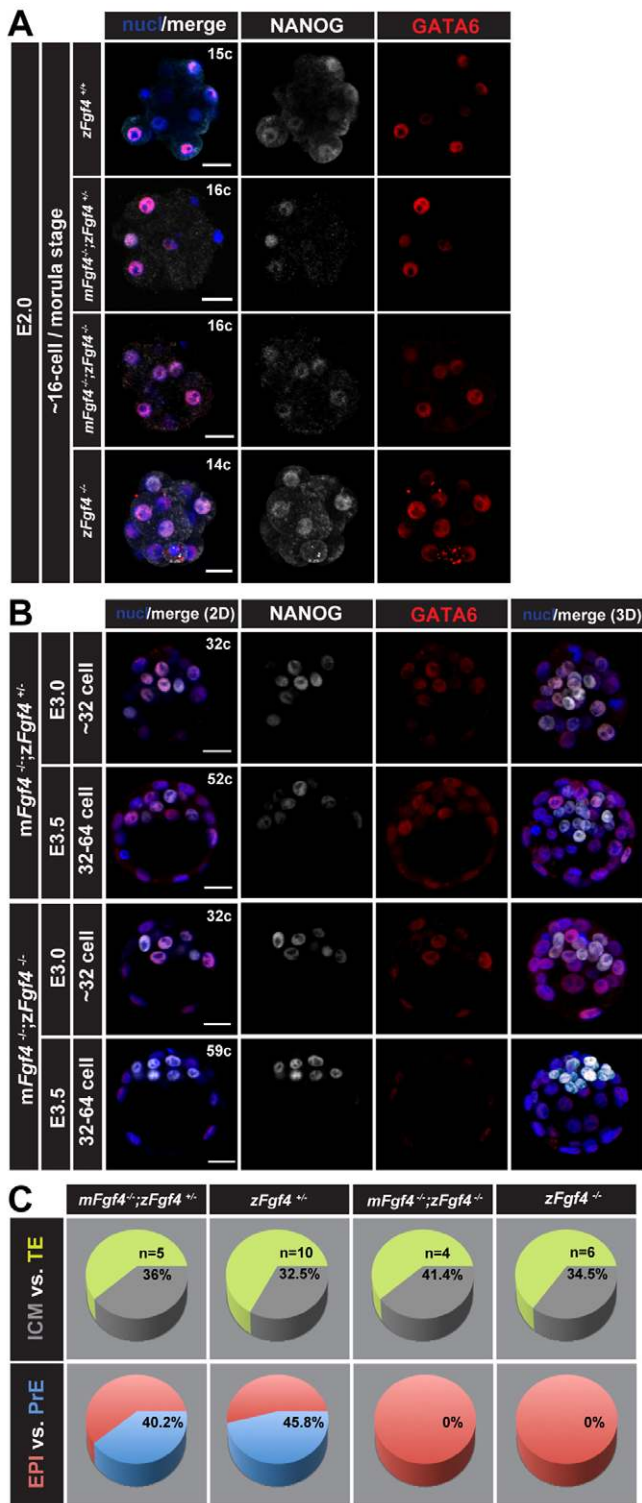 A
nucl/merge NANOG GATA6
E2.0
~16-cell / morula stage
zFgf4 +/+
15c
mFgf4-/-;zFgf4 +/-
16c
mFgf4-/-;zFgf4 -/-
16c
zFgf4 -/-
14c
B
nucl/merge (2D) NANOG GATA6 nucl/merge (3D)
mFgf4 -/-;zFgf4 +/-
E3.0
~32 cell
32c
E3.5
32-64 cell
52c
mFgf4 -/-;zFgf4 -/-
E3.0
~32 cell
32c
E3.5
32-64 cell
59c
C
mFgf4-/-;zFgf4 +/- zFgf4 +/- mFgf4 -/-;zFgf4 -/- zFgf4 -/-
ICM vs. TE
n=5 n=10 n=4 n=6
36% 32.5% 41.4% 34.5%
EPI vs. PrE
40.2% 45.8% 0% 0%